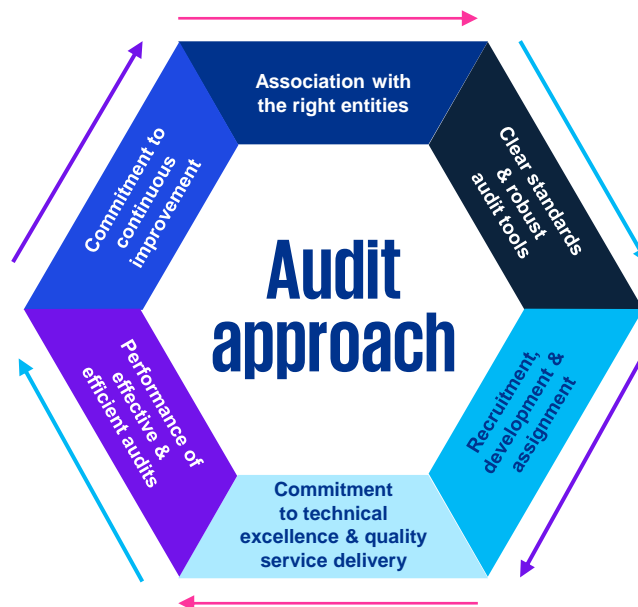 Association with
the right entities
Clear standards
& robust
audit tools
Recruitment,
development &
assignment
Commitment
to technical
excellence & quality
service delivery
Performance of
effective &
efficient audits
Commitment to
continuous
improvement
Audit
approach